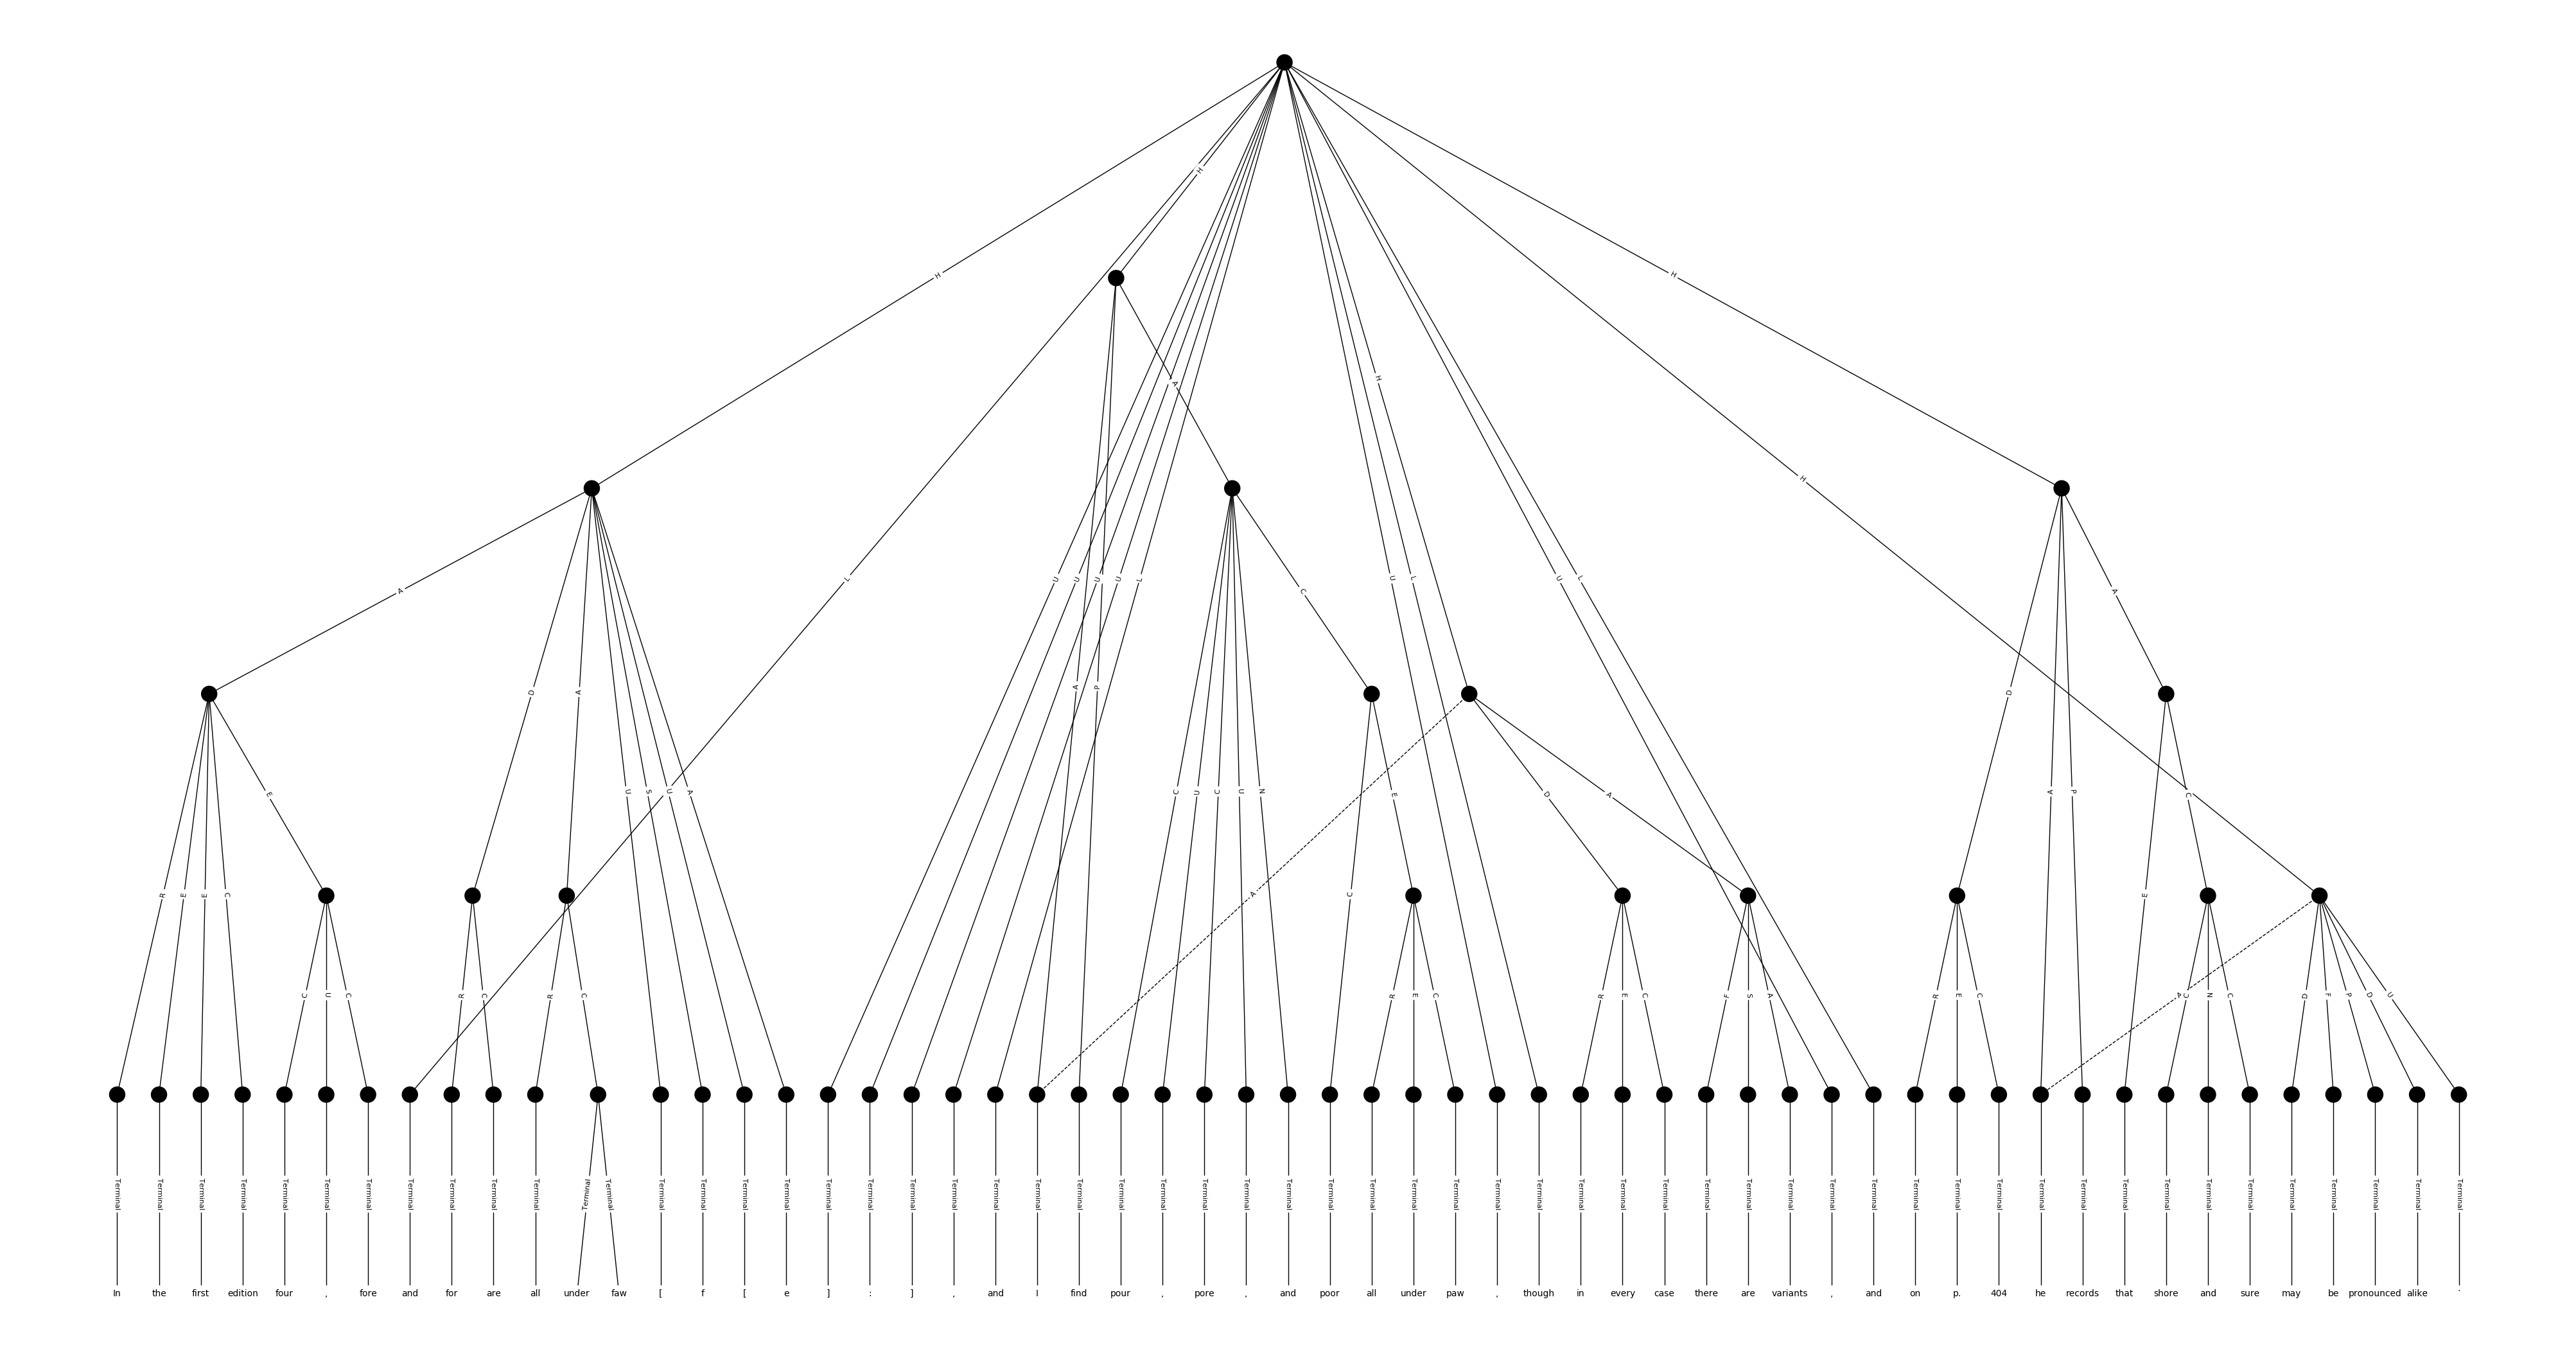 H
H
H
H
A
H
H
L
U U U U L
U L
U L
A
C
A
D
A
A P
D
A
E
U S U A
C U C U N
E
D
A
A P
C
R E E C
C
A
E
C U C
R C
R C
R E C
R E C
F S A
R E C
A C N C
D F P D U
Terminal Terminal Terminal Terminal Terminal Terminal Terminal Terminal Terminal Terminal Terminal Terminal Terminal Terminal Terminal Terminal Terminal Terminal Terminal Terminal Terminal Terminal Terminal Terminal Terminal Terminal Terminal Terminal Terminal Terminal Terminal Terminal Terminal Terminal Terminal Terminal Terminal Terminal Terminal Terminal Terminal Terminal Terminal Terminal Terminal Terminal Terminal Terminal Terminal Terminal Terminal Terminal Terminal Terminal Terminal Terminal Terminal
In the first edition four , fore and for are all under faw [ f [ e ] : ] , and I find pour , pore , and poor all under paw , though in every case there are variants , and on p. 404 he records that shore and sure may be pronounced alike .